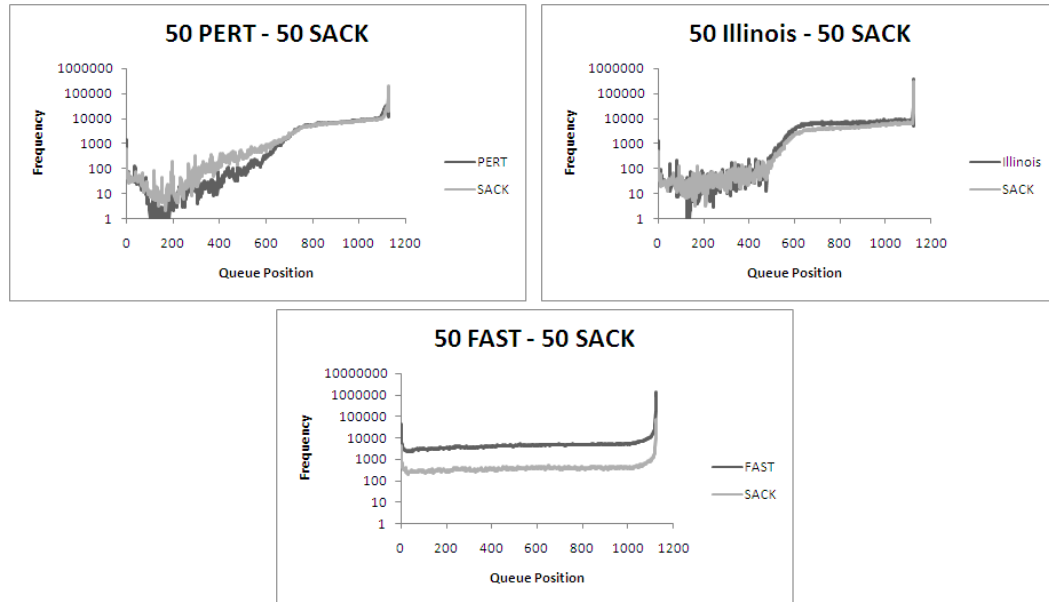 50 PERT - 50 SACK
1000000
100000
10000
1000
100
10
1
Frequency
0 200 400 600 800 1000 1200
Queue Position
PERT
SACK
50 Illinois - 50 SACK
1000000
100000
10000
1000
100
10
1
Frequency
0 200 400 600 800 1000 1200
Queue Position
Illinois
SACK
50 FAST - 50 SACK
10000000
1000000
100000
10000
1000
100
10
1
Frequency
0 200 400 600 800 1000 1200
Queue Position
FAST
SACK